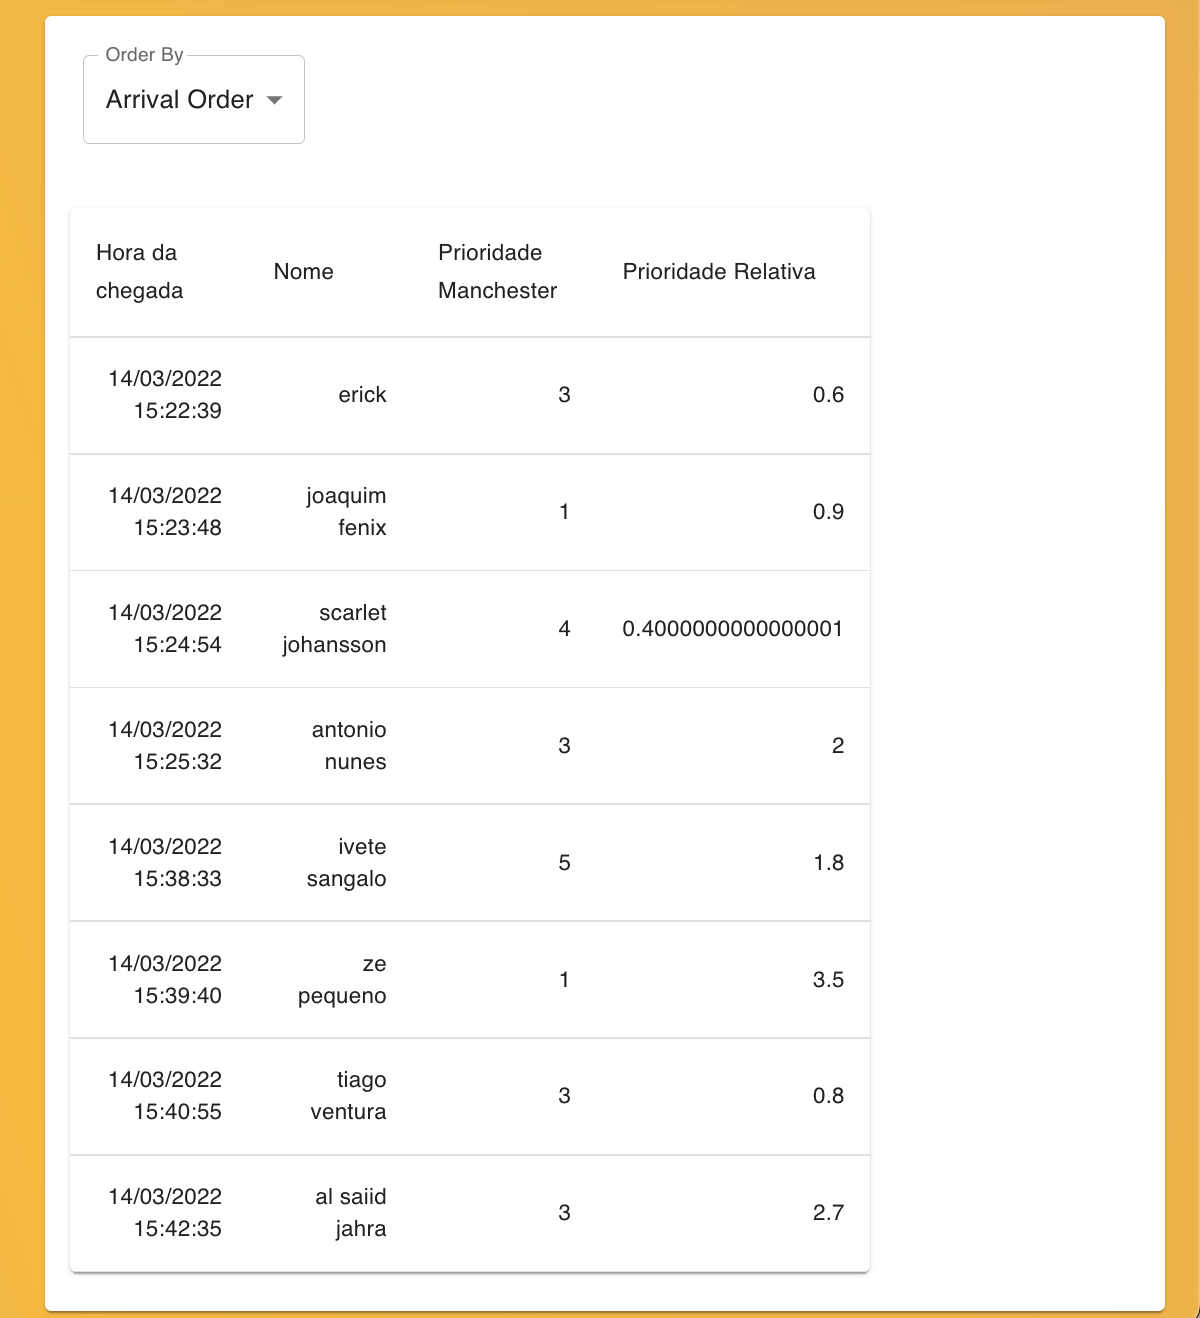 Order By
Arrival Order
Hora da
chegada
Nome
Prioridade
Manchester
Prioridade Relativa
14/03/2022
15:22:39
erick
3
0.6
14/03/2022
15:23:48
joaquim
fenix
1
0.9
14/03/2022
15:24:54
scarlet
johansson
4
0.4000000000000001
14/03/2022
15:25:32
antonio
nunes
3
2
14/03/2022
15:38:33
ivete
sangalo
5
1.8
14/03/2022
15:39:40
ze
pequeno
1
3.5
14/03/2022
15:40:55
tiago
ventura
3
0.8
14/03/2022
15:42:35
al saiid
jahra
3
2.7